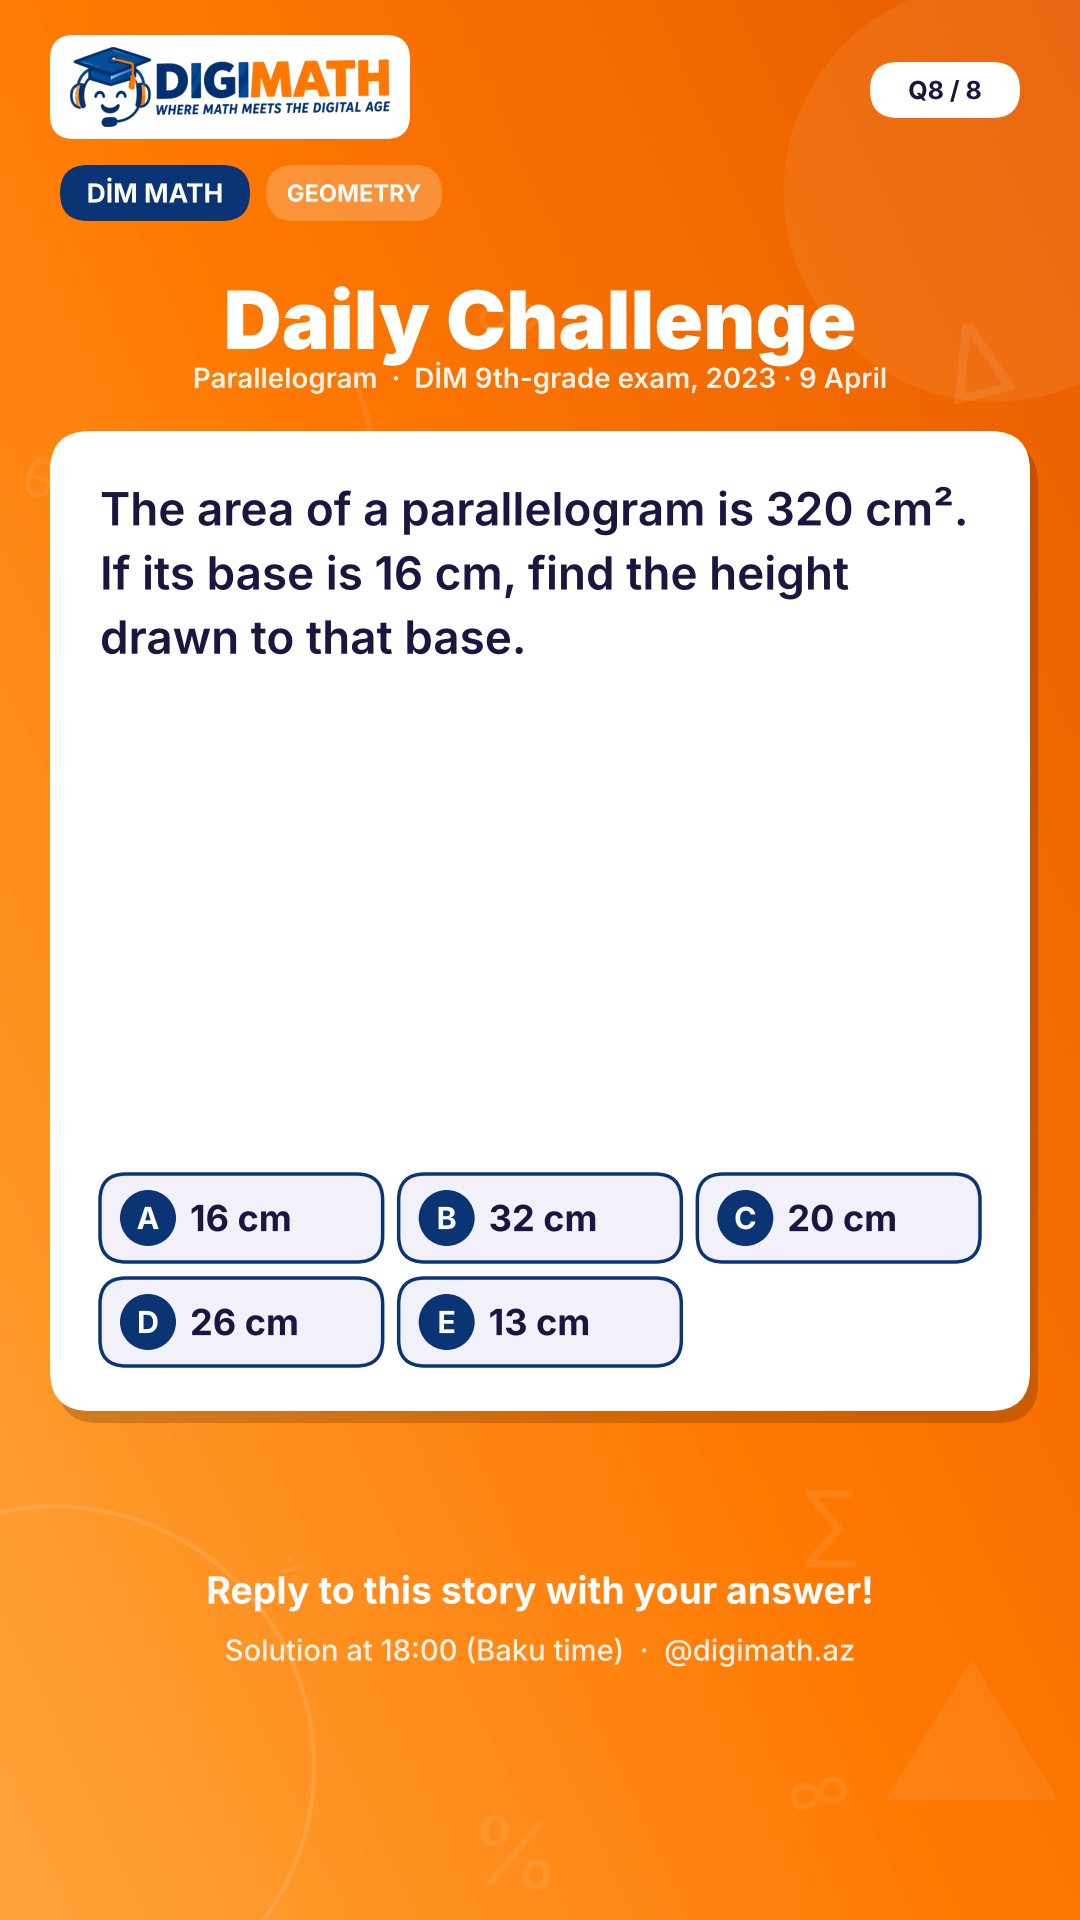 DIGIMATH
WHERE MATH MEETS THE DIGITAL AGE
Q8 / 8
DİM MATH
GEOMETRY
Daily Challenge
Parallelogram · DİM 9th-grade exam, 2023 · 9 April
The area of a parallelogram is 320 cm².
If its base is 16 cm, find the height
drawn to that base.
A 16 cm
B 32 cm
C 20 cm
D 26 cm
E 13 cm
Σ
÷
Reply to this story with your answer!
Solution at 18:00 (Baku time) · @digimath.az
∞
%